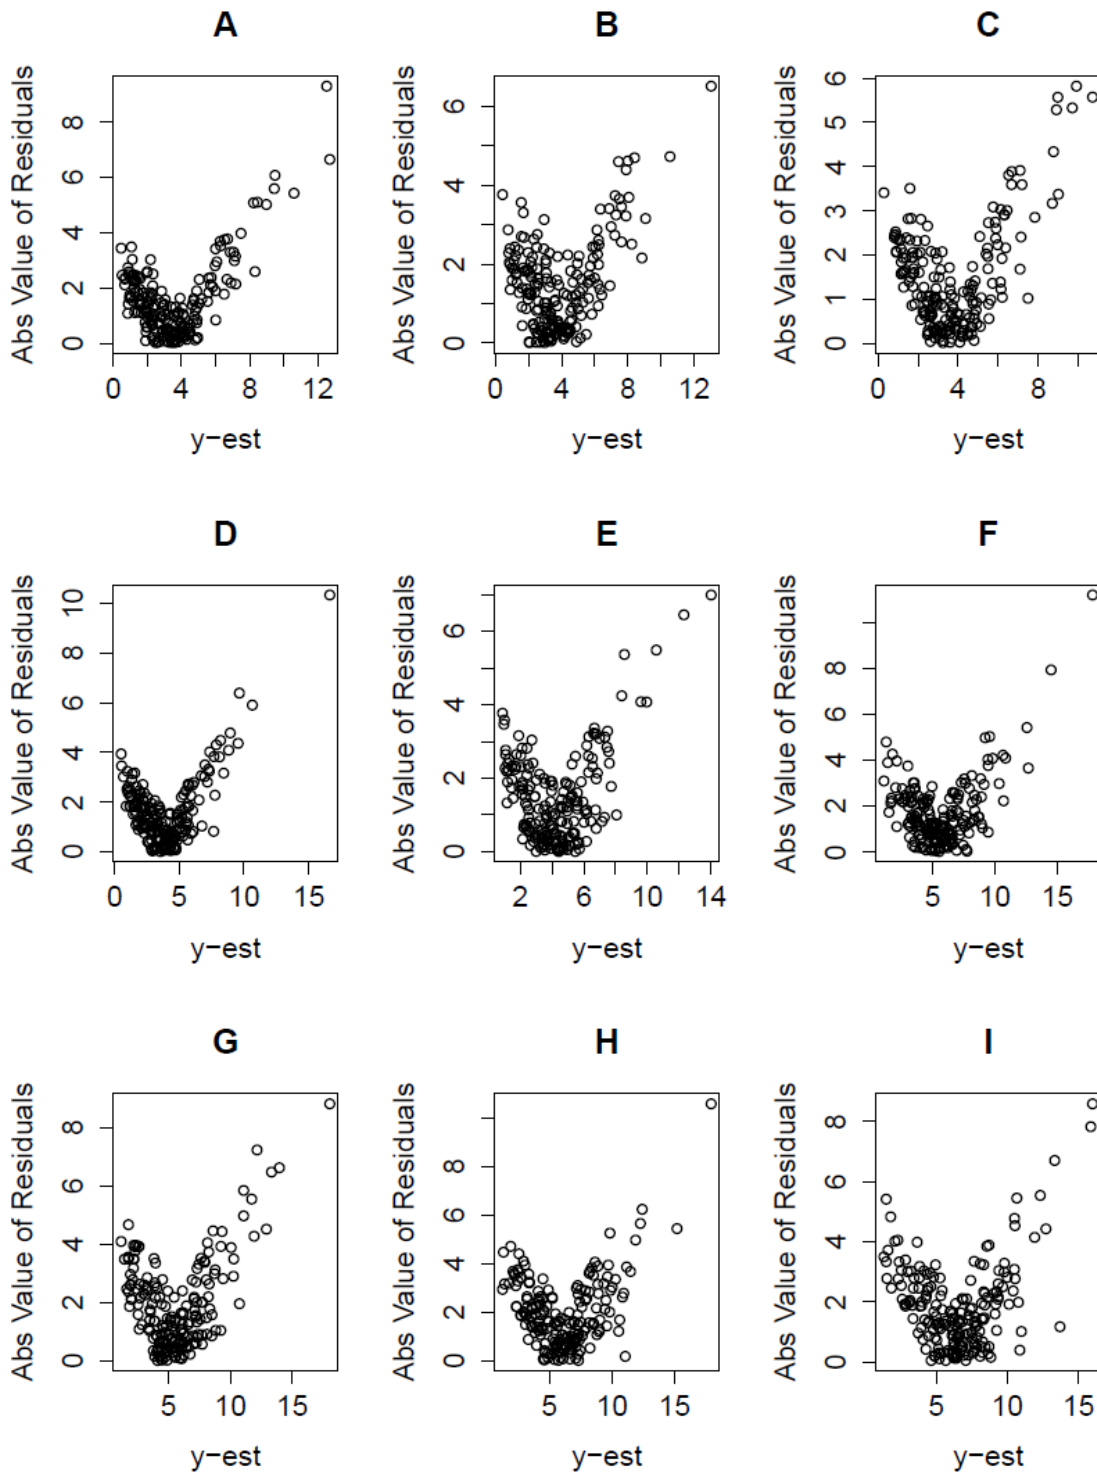 A B C
Abs Value of Residuals
0 2 4 6 8
0 4 8 12
y-est
Abs Value of Residuals
0 2 4 6
0 4 8 12
y-est
Abs Value of Residuals
0 1 2 3 4 5 6
0 4 8
y-est
D E F
Abs Value of Residuals
0 2 4 6 8 10
0 5 10 15
y-est
Abs Value of Residuals
0 2 4 6
2 6 10 14
y-est
Abs Value of Residuals
0 2 4 6 8
5 10 15
y-est
G H I
Abs Value of Residuals
0 2 4 6 8
5 10 15
y-est
Abs Value of Residuals
0 2 4 6 8
5 10 15
y-est
Abs Value of Residuals
0 2 4 6 8
5 10 15
y-est